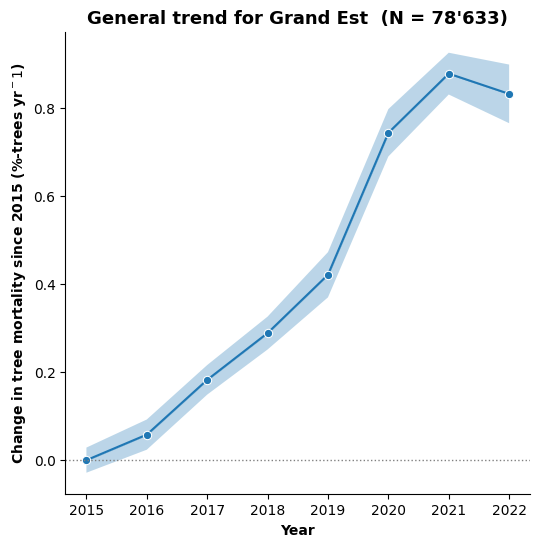 General trend for Grand Est  (N = 78'633)
Change in tree mortality since 2015 (%-trees yr⁻1)
0.8
0.6
0.4
0.2
0.0
2015 2016 2017 2018 2019 2020 2021 2022
Year